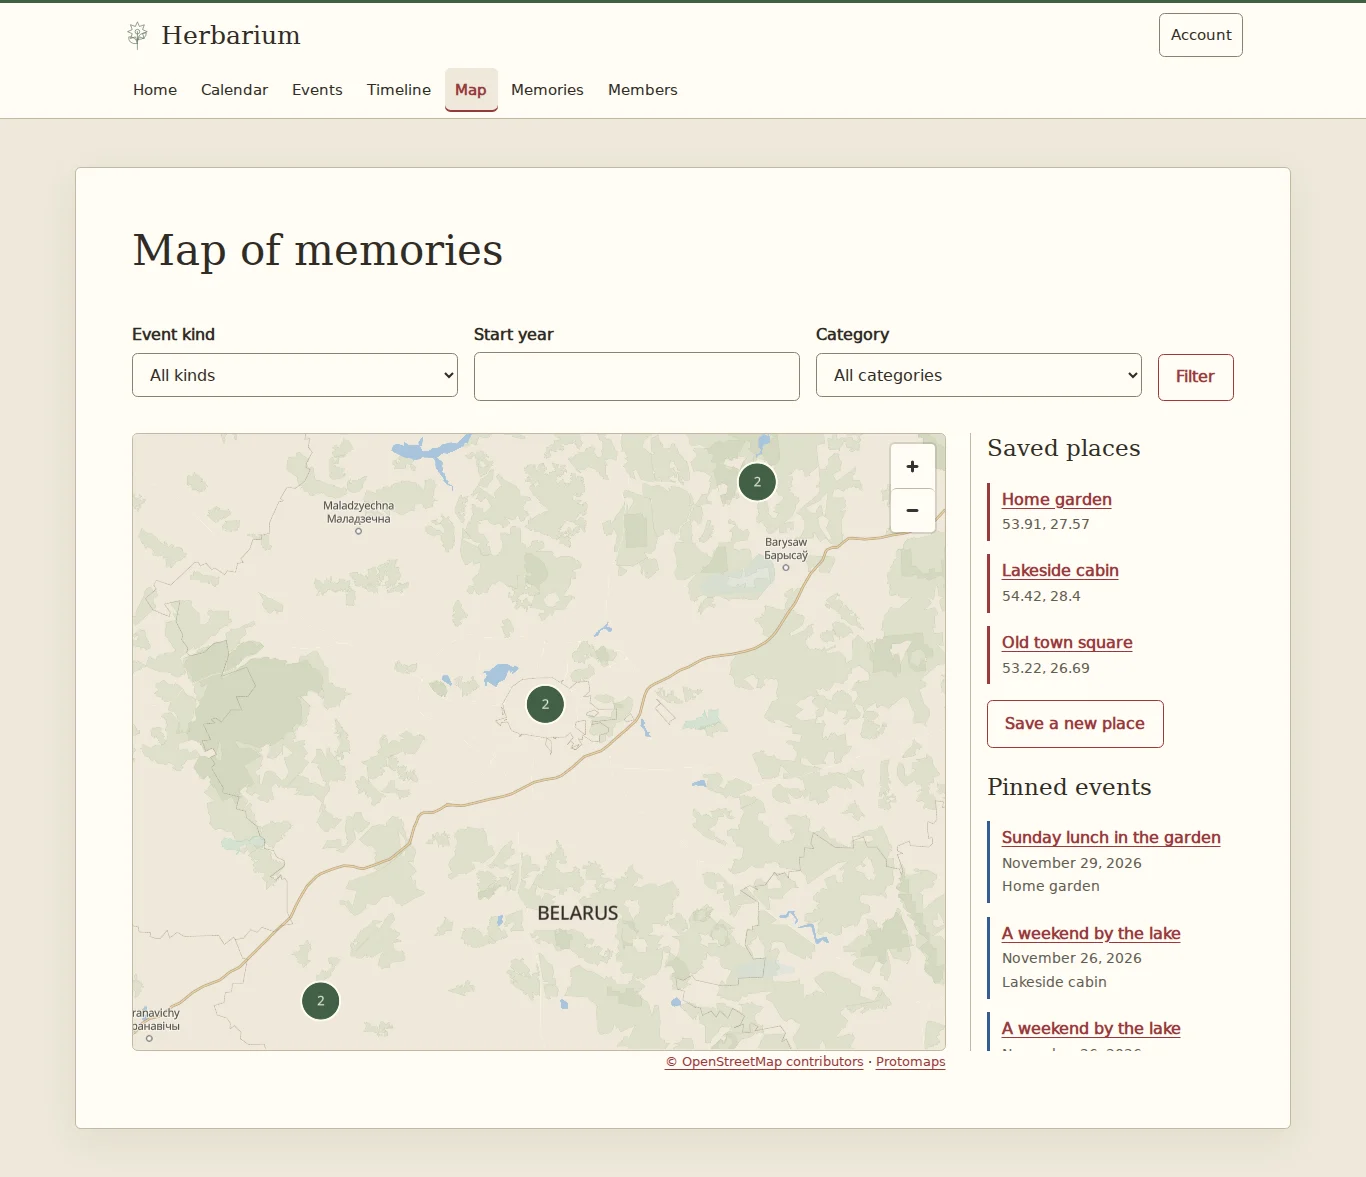 Herbarium
Account
Home
Calendar
Events
Timeline
Map
Memories
Members
Map of memories
Event kind
All kinds
Start year
Category
All categories
Filter
Maladzyechna
Маладзечна
2
+
−
Barysaw
Барысаў
2
BELARUS
2
ranavichy
ранавічы
© OpenStreetMap contributors · Protomaps
Saved places
Home garden
53.91, 27.57
Lakeside cabin
54.42, 28.4
Old town square
53.22, 26.69
Save a new place
Pinned events
Sunday lunch in the garden
November 29, 2026
Home garden
A weekend by the lake
November 26, 2026
Lakeside cabin
A weekend by the lake